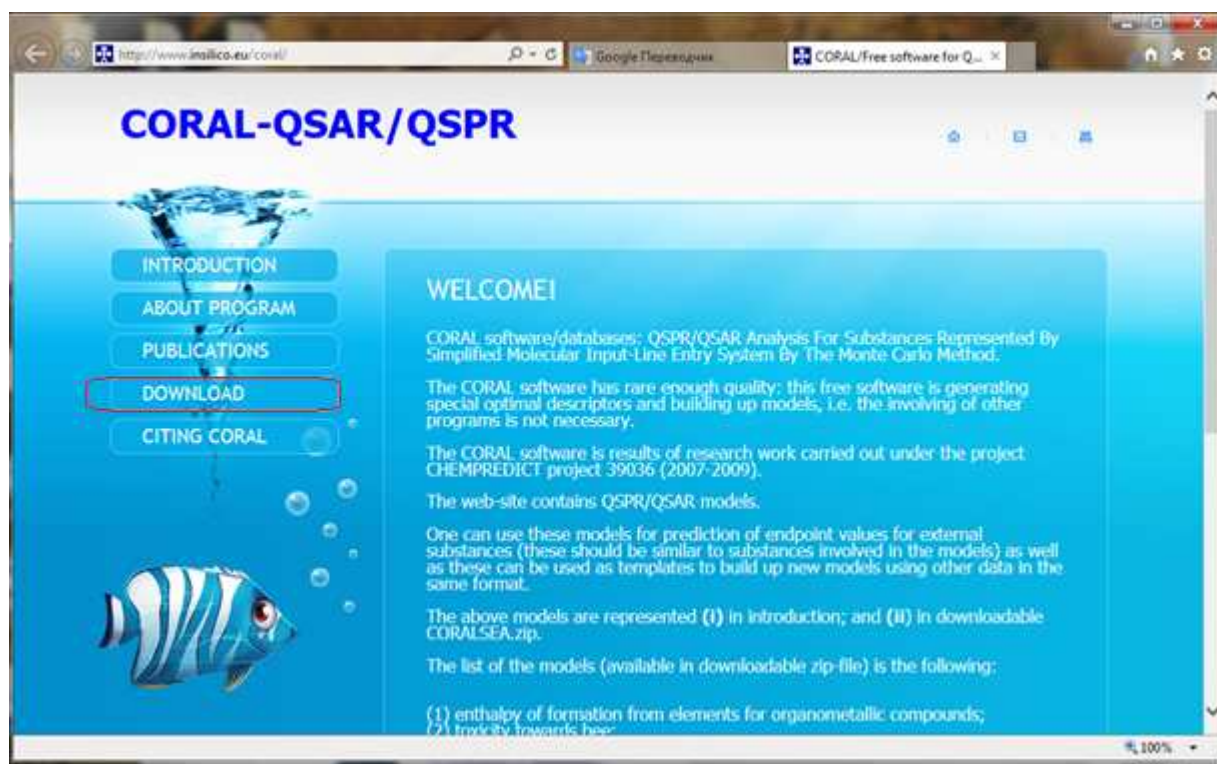 http://www.insilico.eu/coral/
Google Переводчик
CORAL/Free software for Q...
CORAL-QSAR/QSPR
INTRODUCTION
ABOUT PROGRAM
PUBLICATIONS
DOWNLOAD
CITING CORAL
WELCOME!
CORAL software/databases: QSPR/QSAR Analysis For Substances Represented By
Simplified Molecular Input-Line Entry System By The Monte Carlo Method.
The CORAL software has rare enough quality: this free software is generating
special optimal descriptors and building up models, i.e. the involving of other
programs is not necessary.
The CORAL software is results of research work carried out under the project
CHEMPREDICT project 39036 (2007-2009).
The web-site contains QSPR/QSAR models.
One can use these models for prediction of endpoint values for external
substances (these should be similar to substances involved in the models) as well
as these can be used as templates to build up new models using other data in the
same format.
The above models are represented (i) in introduction; and (ii) in downloadable
CORALSEA.zip.
The list of the models (available in downloadable zip-file) is the following:
(1) enthalpy of formation from elements for organometallic compounds;
(2) toxicity towards bee;
100%